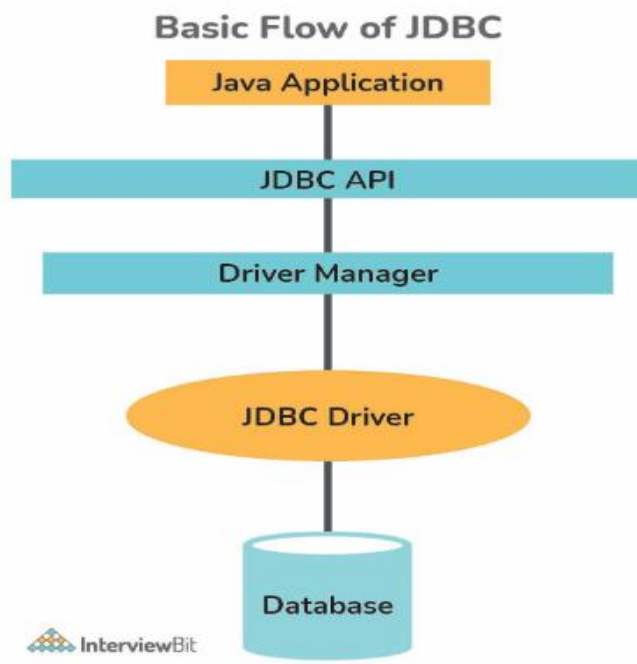 Basic Flow of JDBC
Java Application
JDBC API
Driver Manager
JDBC Driver
Database
InterviewBit